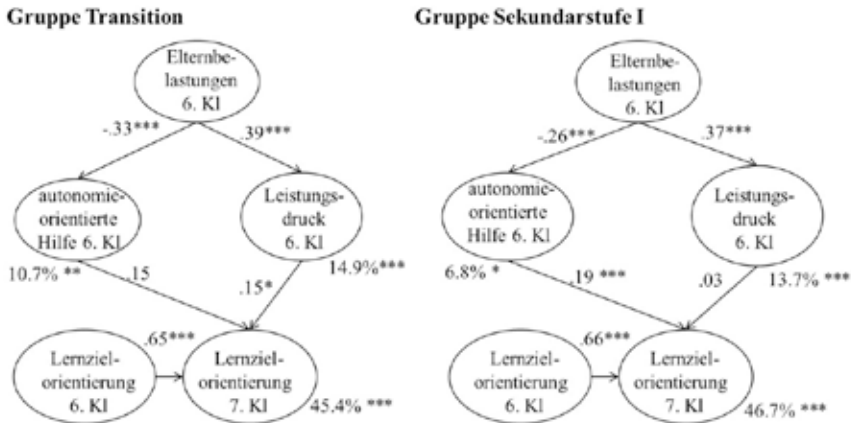 Gruppe Transition
Elternbe-
lastungen
6. Kl
-.33***
.39***
autonomie-
orientierte
Hilfe 6. Kl
Leistungs-
druck
6. Kl
10.7% **
.15
.15*
14.9%***
Lernziel-
orientierung
6. Kl
.65***
Lernziel-
orientierung
7. Kl
45.4% ***
Gruppe Sekundarstufe I
Elternbe-
lastungen
6. Kl
-.26***
.37***
autonomie-
orientierte
Hilfe 6. Kl
Leistungs-
druck
6. Kl
6.8% *
.19 ***
.03
13.7% ***
Lernziel-
orientierung
6. Kl
.66***
Lernziel-
orientierung
7. Kl
46.7% ***